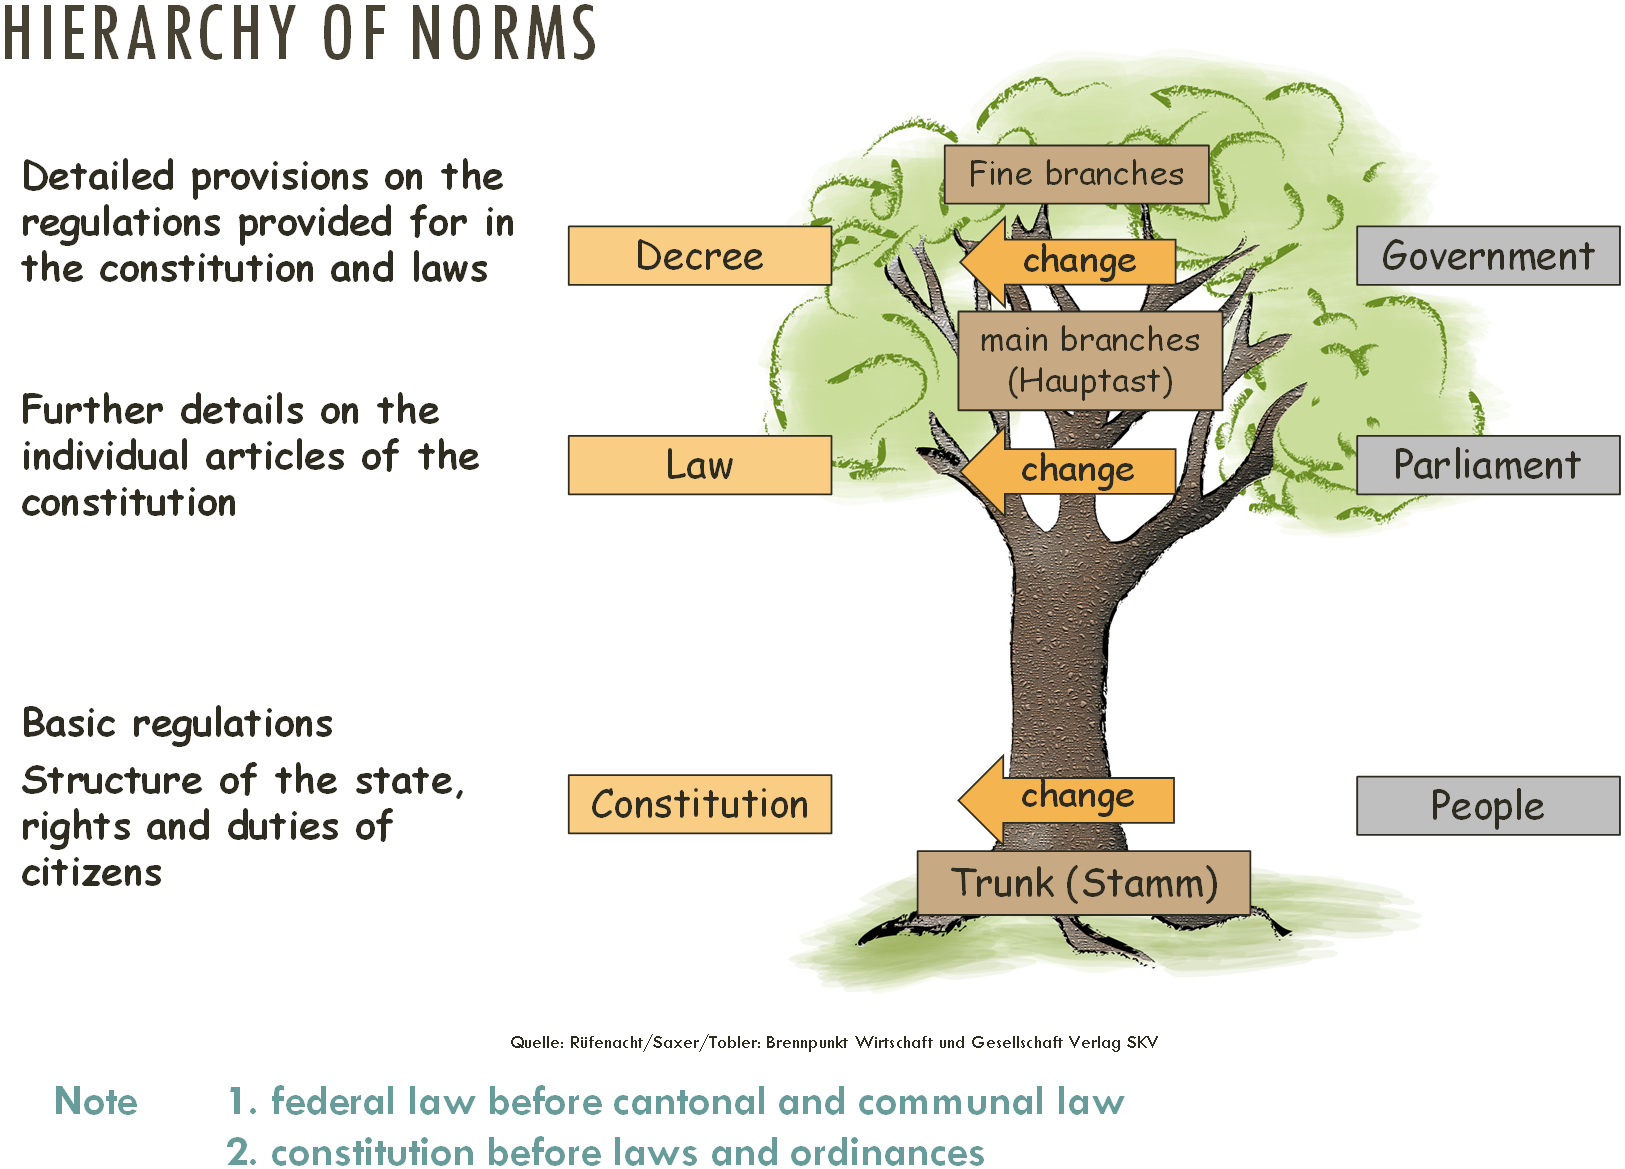 HIERARCHY OF NORMS
Detailed provisions on the
regulations provided for in
the constitution and laws
Decree
Fine branches
change
Government
main branches
(Hauptast)
Further details on the
individual articles of the
constitution
Law
change
Parliament
Basic regulations
Structure of the state,
rights and duties of
citizens
Constitution
change
People
Trunk (Stamm)
Quelle: Rüfenacht/Saxer/Tobler: Brennpunkt Wirtschaft und Gesellschaft Verlag SKV
Note 1. federal law before cantonal and communal law
2. constitution before laws and ordinances